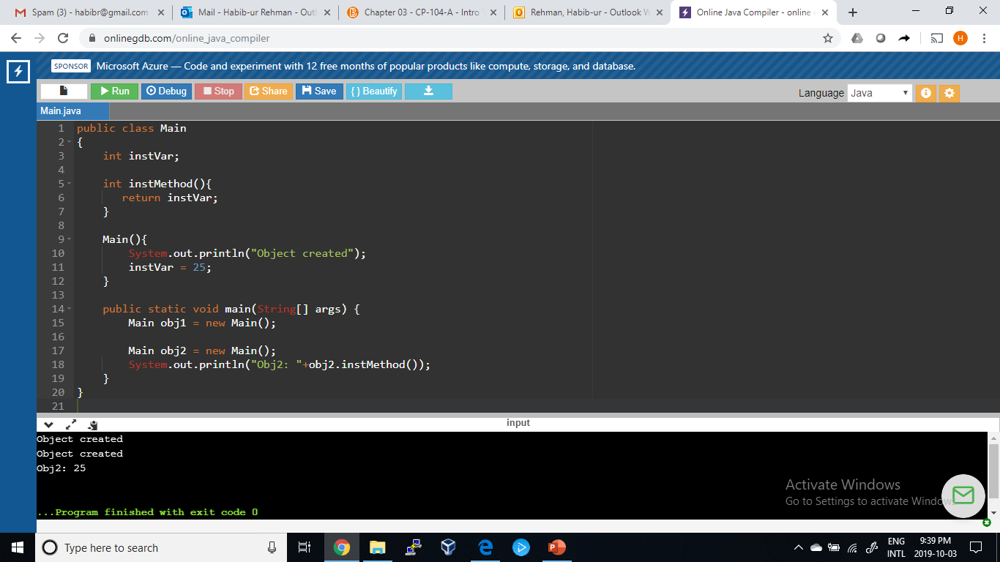 Spam (3) - habibr@gmail.com
Mail - Habib-ur Rehman - Outl
Chapter 03 - CP-104-A - Intro
Rehman, Habib-ur - Outlook W
Online Java Compiler - online
onlinegdb.com/online_java_compiler
H
SPONSOR Microsoft Azure — Code and experiment with 12 free months of popular products like compute, storage, and database.
Run Debug Stop Share Save { } Beautify
Language Java
Main.java
1 public class Main
2 {
3 int instVar;
4
5 int instMethod(){
6 return instVar;
7 }
8
9 Main(){
10 System.out.println("Object created");
11 instVar = 25;
12 }
13
14 public static void main(String[] args) {
15 Main obj1 = new Main();
16
17 Main obj2 = new Main();
18 System.out.println("Obj2: "+obj2.instMethod());
19 }
20 }
21
input
Object created
Object created
Obj2: 25
...Program finished with exit code 0
Activate Windows
Go to Settings to activate Windows.
Type here to search
ENG
INTL
9:39 PM
2019-10-03